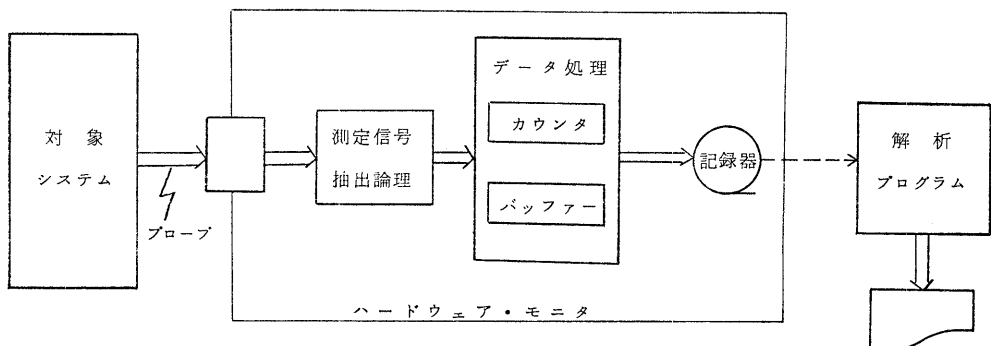 対象
システム
プローブ
測定信号
抽出論理
データ処理
カウンタ
バッファー
記録器
解析
プログラム
ハードウェア・モニタ